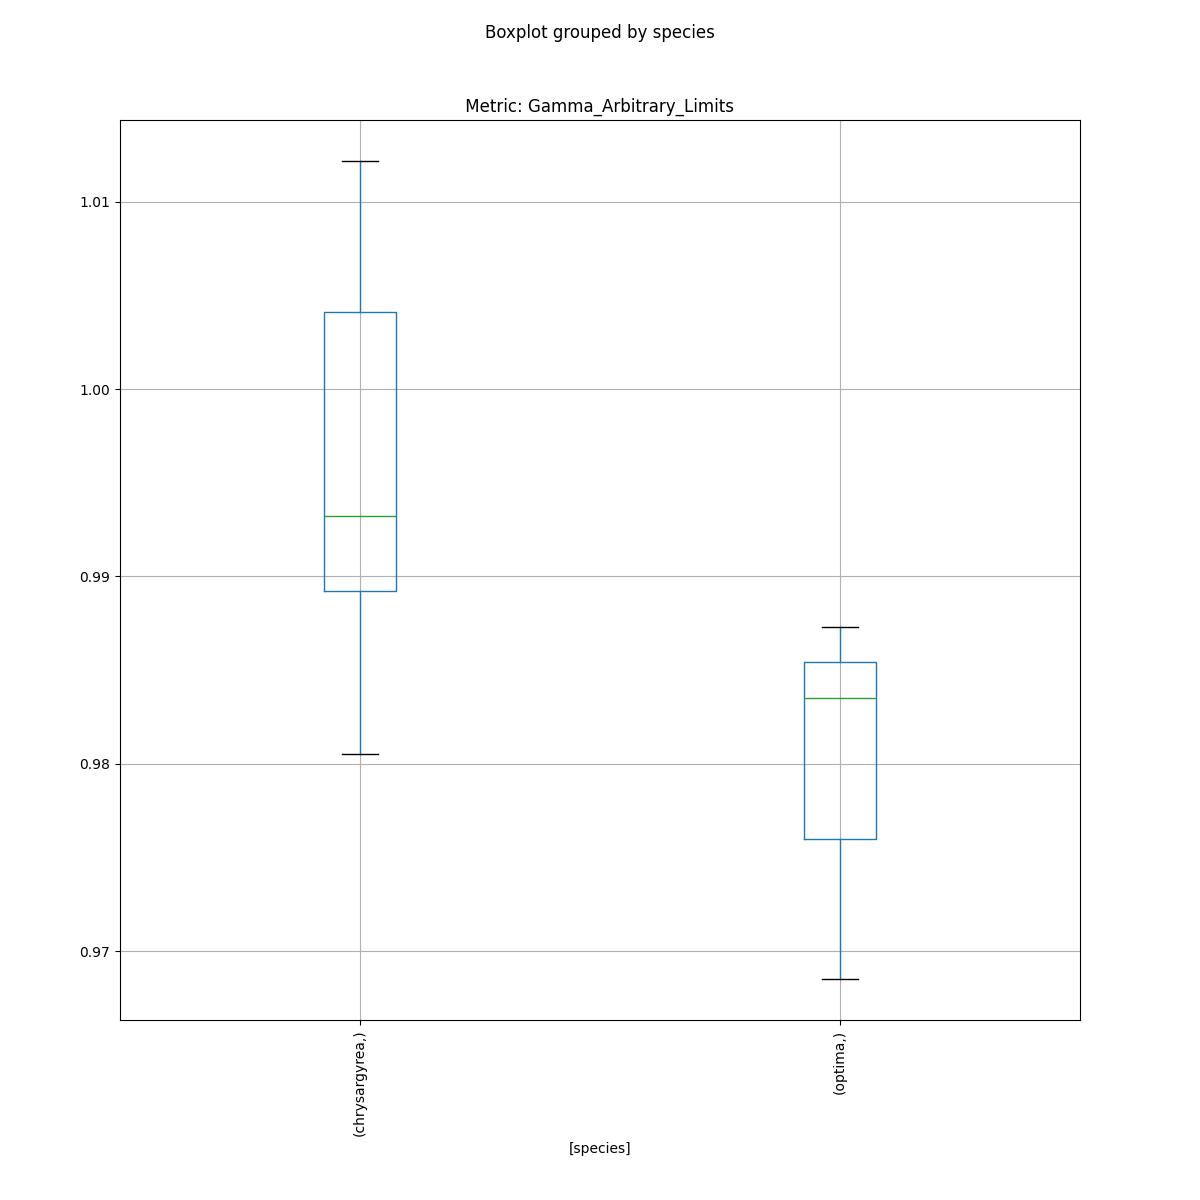 Boxplot grouped by species
Metric: Gamma_Arbitrary_Limits
1.01
1.00
0.99
0.98
0.97
(chrysargyrea,)
(optima,)
[species]